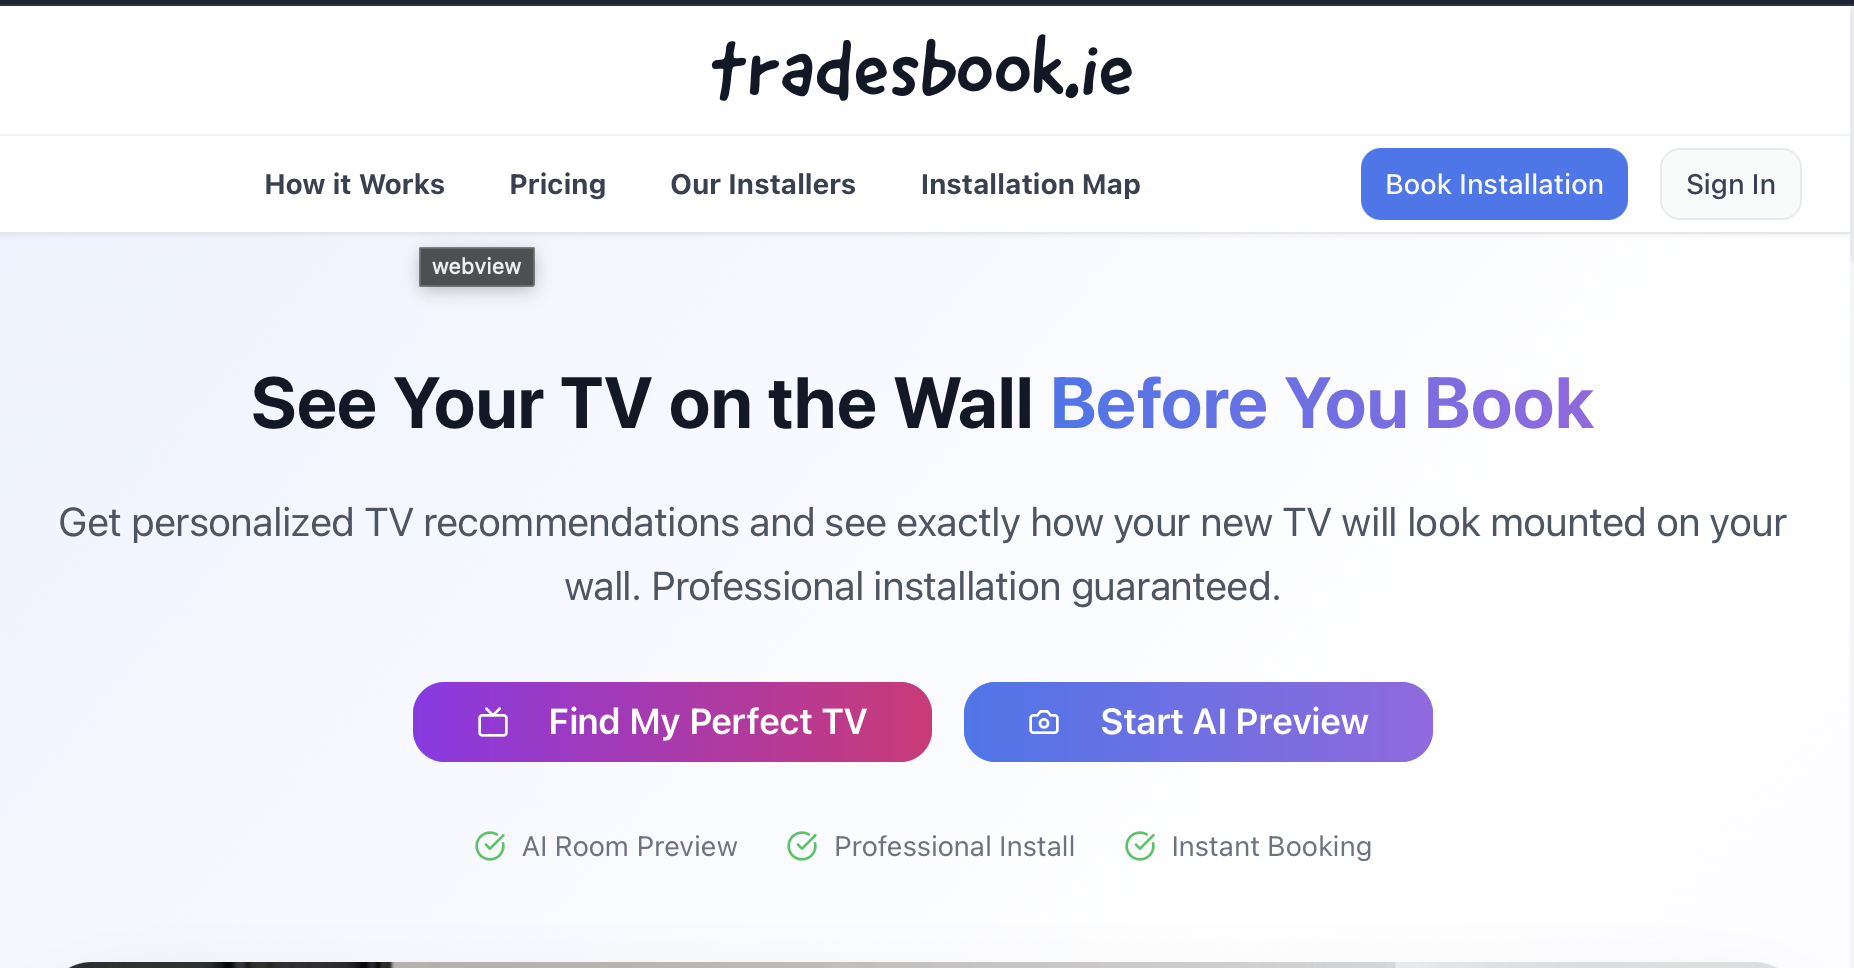 tradesbook.ie
How it Works Pricing Our Installers Installation Map Book Installation Sign In
webview
See Your TV on the Wall Before You Book
Get personalized TV recommendations and see exactly how your new TV will look mounted on your
wall. Professional installation guaranteed.
Find My Perfect TV Start AI Preview
AI Room Preview Professional Install Instant Booking